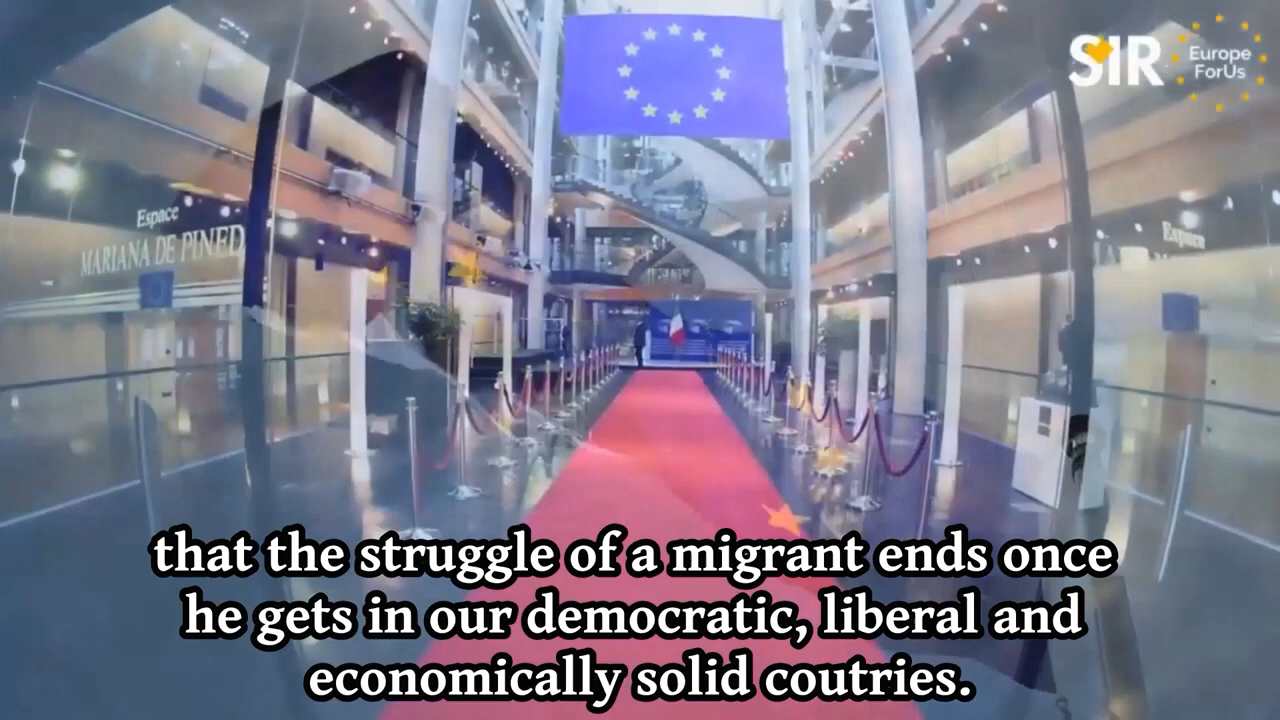 SIR
Europe
ForUs
Espace
MARIANA DE PINED
Espace
that the struggle of a migrant ends once
he gets in our democratic, liberal and
economically solid coutries.